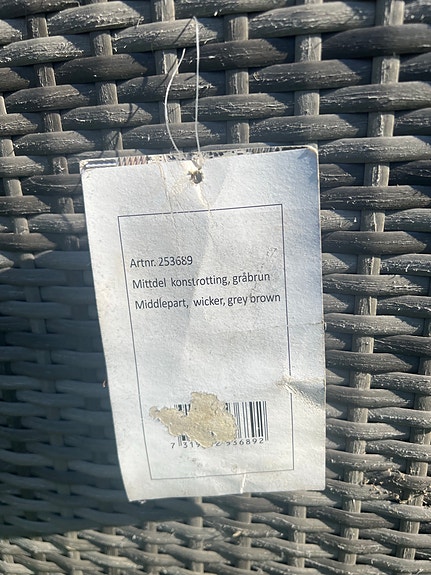 Artnr. 253689
Mittdel konstrotting, gråbrun
Middlepart, wicker, grey brown